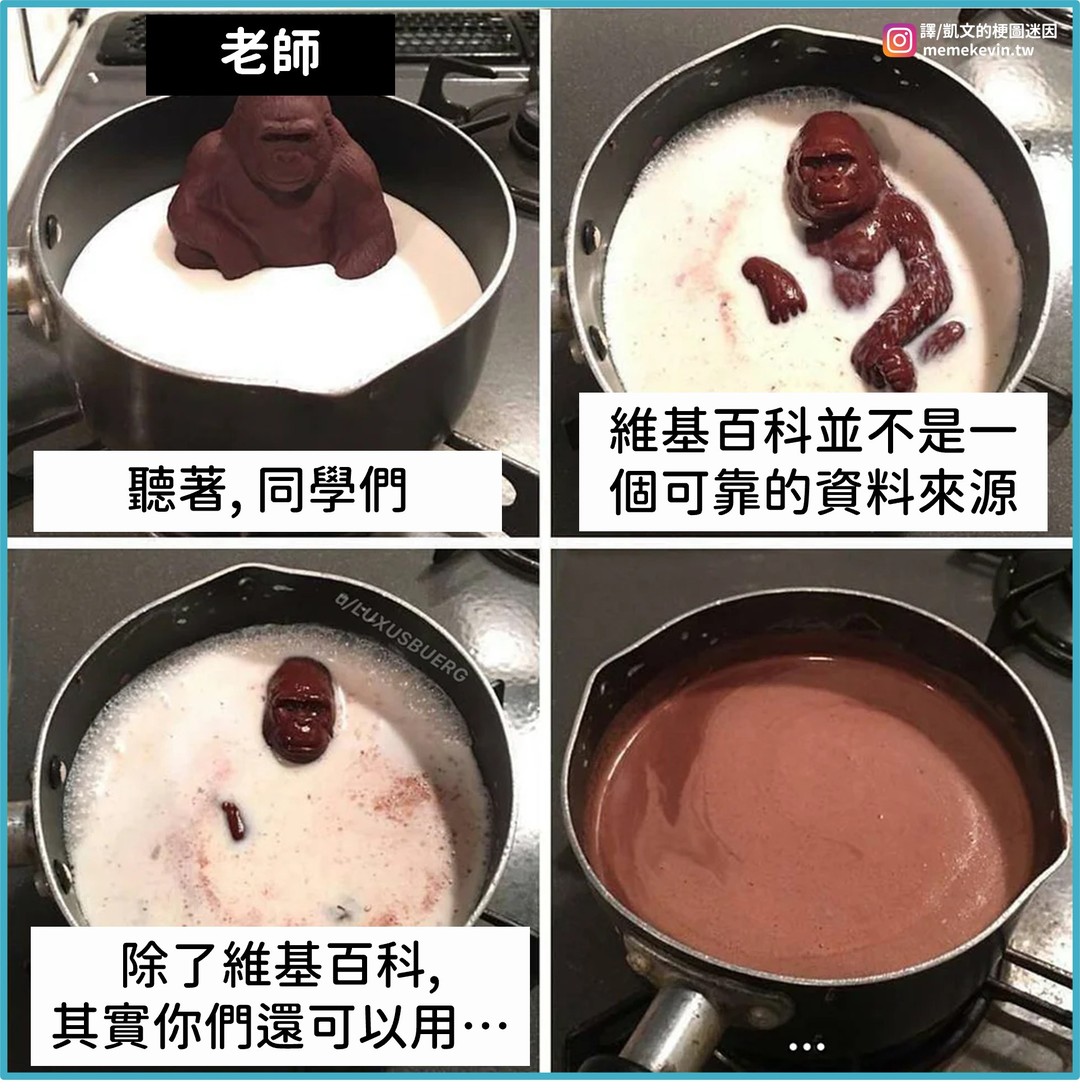 老師
譯/凱文的梗圖迷因
memekevin.tw
聽著, 同學們
維基百科並不是一
個可靠的資料來源
u/LUXUSBUERG
除了維基百科,
其實你們還可以用…
...